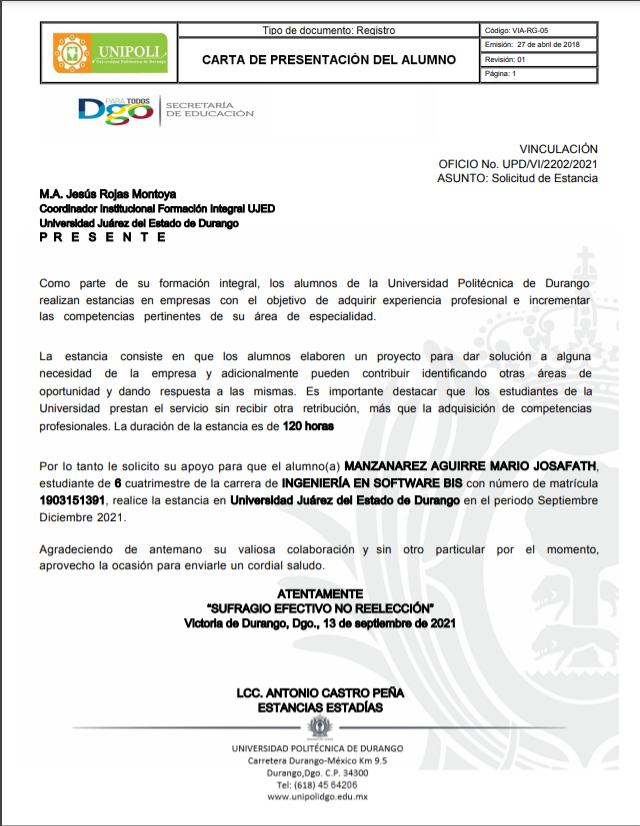 UNIPOLI
Universidad Politécnica de Durango
Tipo de documento: Registro
CARTA DE PRESENTACIÓN DEL ALUMNO
Código: VIA-RG-05
Emisión: 27 de abril de 2018
Revisión: 01
Página: 1
PARA TODOS
Dgo
SECRETARÍA
DE EDUCACIÓN
VINCULACIÓN
OFICIO No. UPD/VI/2202/2021
ASUNTO: Solicitud de Estancia
M.A. Jesús Rojas Montoya
Coordinador Institucional Formación Integral UJED
Universidad Juárez del Estado de Durango
P R E S E N T E
Como parte de su formación integral, los alumnos de la Universidad Politécnica de Durango
realizan estancias en empresas con el objetivo de adquirir experiencia profesional e incrementar
las competencias pertinentes de su área de especialidad.
La estancia consiste en que los alumnos elaboren un proyecto para dar solución a alguna
necesidad de la empresa y adicionalmente pueden contribuir identificando otras áreas de
oportunidad y dando respuesta a las mismas. Es importante destacar que los estudiantes de la
Universidad prestan el servicio sin recibir otra retribución, más que la adquisición de competencias
profesionales. La duración de la estancia es de 120 horas
Por lo tanto le solicito su apoyo para que el alumno(a) MANZANAREZ AGUIRRE MARIO JOSAFATH,
estudiante de 6 cuatrimestre de la carrera de INGENIERÍA EN SOFTWARE BIS con número de matrícula
1903151391, realice la estancia en Universidad Juárez del Estado de Durango en el periodo Septiembre
Diciembre 2021.
Agradeciendo de antemano su valiosa colaboración y sin otro particular por el momento,
aprovecho la ocasión para enviarle un cordial saludo.
ATENTAMENTE
“SUFRAGIO EFECTIVO NO REELECCIÓN”
Victoria de Durango, Dgo., 13 de septiembre de 2021
LCC. ANTONIO CASTRO PEÑA
ESTANCIAS ESTADÍAS
UNIVERSIDAD POLITÉCNICA DE DURANGO
Carretera Durango-México Km 9.5
Durango,Dgo. C.P. 34300
Tel: (618) 45 64206
www.unipolidgo.edu.mx